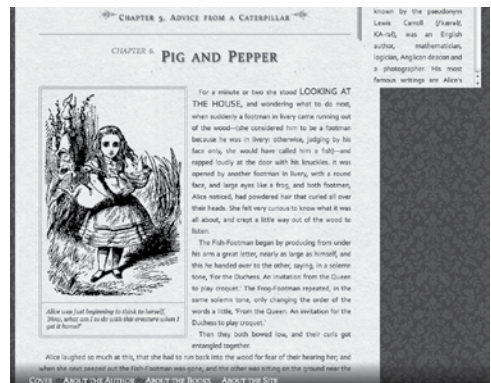 CHAPTER 5. ADVICE FROM A CATERPILLAR
known by the pseudonym
Lewis Carroll (/ˈkærəl/,
KA-rəl), was an English
author, mathematician,
logician, Anglican deacon and
a photographer. His most
famous writings are Alice's
CHAPTER 6. PIG AND PEPPER
For a minute or two she stood LOOKING AT
THE HOUSE, and wondering what to do next,
when suddenly a footman in livery came running out
of the wood—(she considered him to be a footman
because he was in livery: otherwise, judging by his
face only, she would have called him a fish)—and
rapped loudly at the door with his knuckles. It was
opened by another footman in livery, with a round
face, and large eyes like a frog; and both footmen,
Alice noticed, had powdered hair that curled all over
their heads. She felt very curious to know what it was
all about, and crept a little way out of the wood to
listen.
The Fish-Footman began by producing from under
his arm a great letter, nearly as large as himself, and
this he handed over to the other, saying, in a solemn
tone, 'For the Duchess. An invitation from the Queen
to play croquet.' The Frog-Footman repeated, in the
same solemn tone, only changing the order of the
words a little, 'From the Queen. An invitation for the
Duchess to play croquet.'
Then they both bowed low, and their curls got
entangled together.
Alice was just beginning to think to herself,
'Now, what am I to do with this creature when I
get it home?'
Alice laughed so much at this, that she had to run back into the wood for fear of their hearing her; and
when she next peeped out the Fish-Footman was gone, and the other was sitting on the ground near the
COVER ABOUT THE AUTHOR ABOUT THE BOOKS ABOUT THE SITE